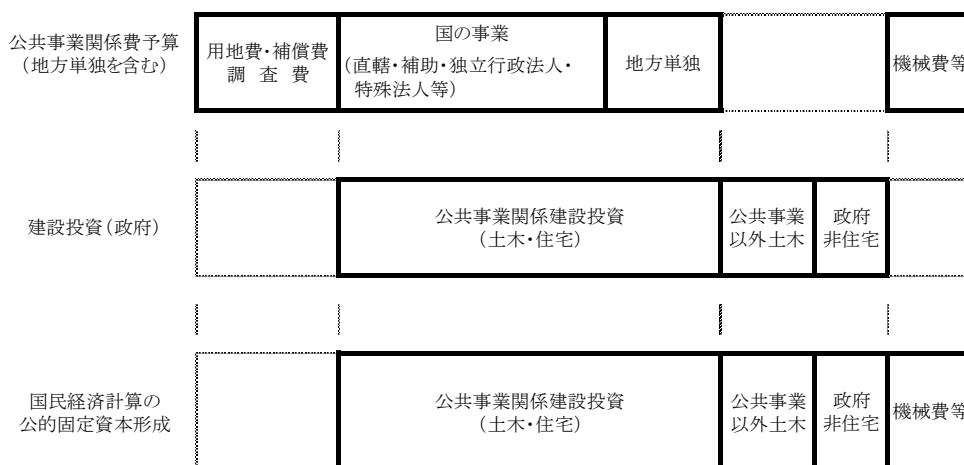 公共事業関係費予算
(地方単独を含む)
用地費・補償費
調査費
国の事業
(直轄・補助・独立行政法人・
特殊法人等)
地方単独
機械費等
建設投資(政府)
公共事業関係建設投資
(土木・住宅)
公共事業
以外土木
政府
非住宅
国民経済計算の
公的固定資本形成
公共事業関係建設投資
(土木・住宅)
公共事業
以外土木
政府
非住宅
機械費等